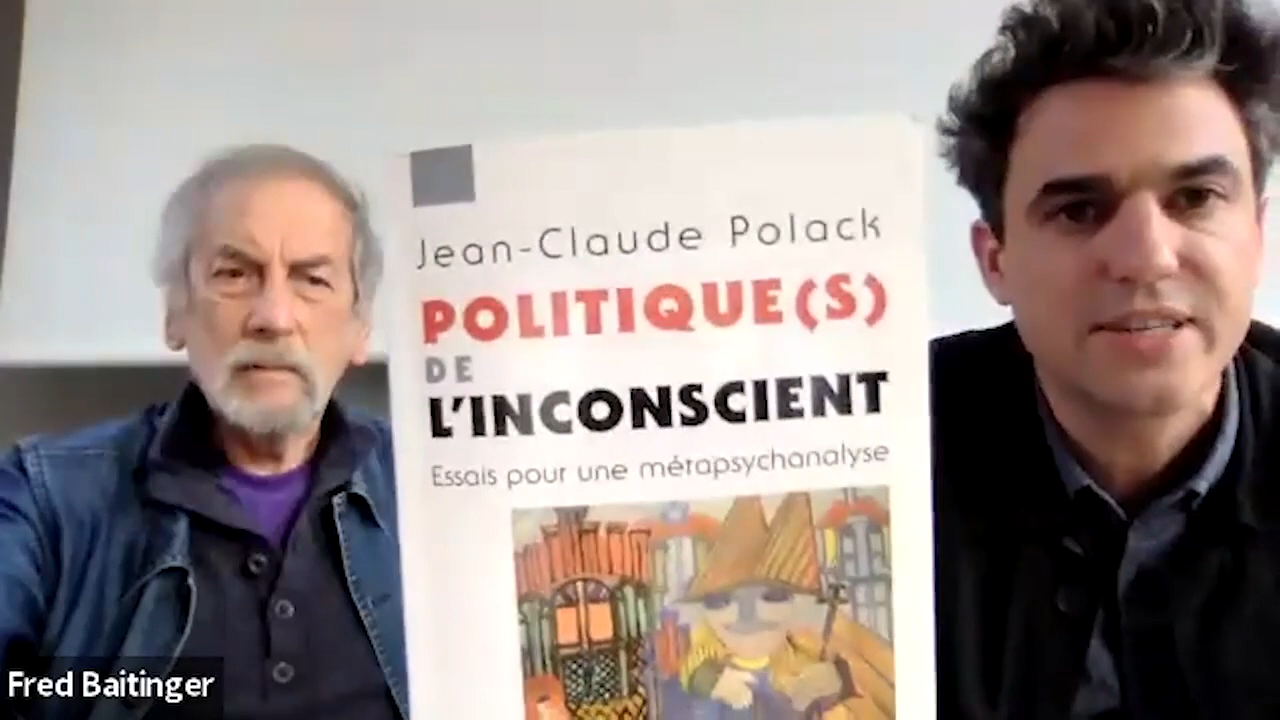 Jean-Claude Polack
POLITIQUE(S)
DE
L'INCONSCIENT
Essais pour une métapsychanalyse
Fred Baitinger